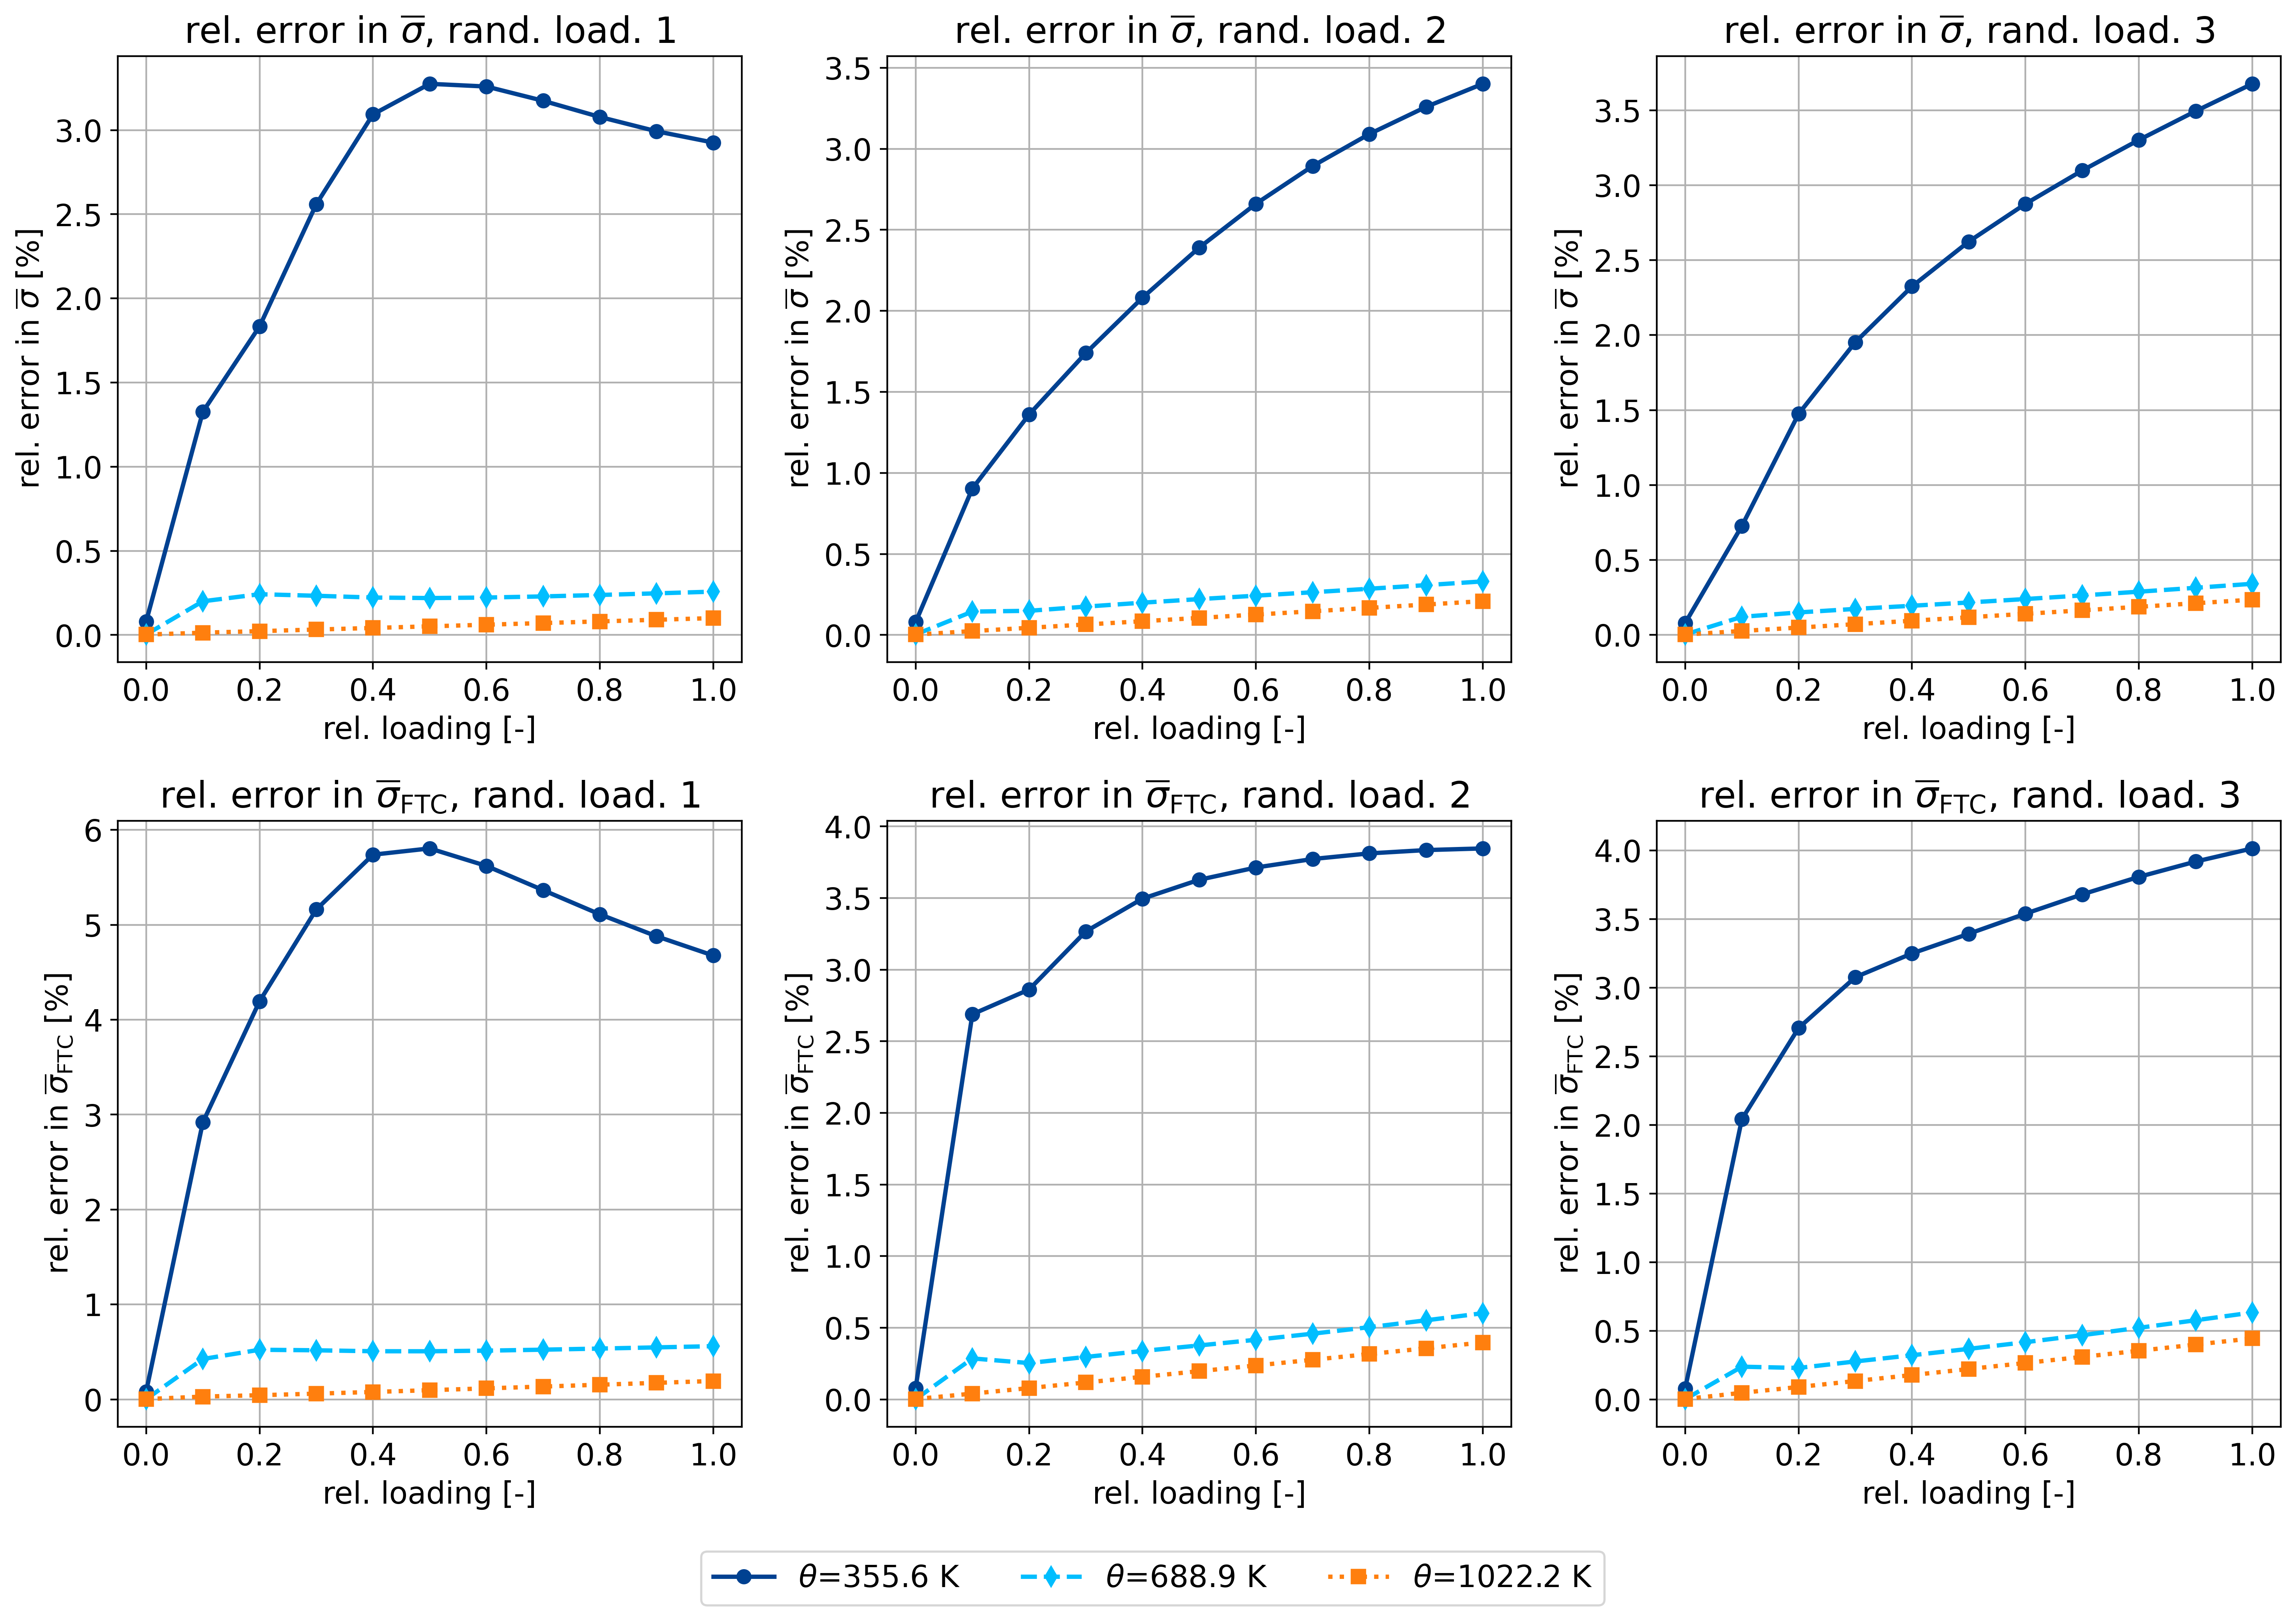 rel. error in σ̅, rand. load. 1
rel. error in σ̅ [%]
3.0
2.5
2.0
1.5
1.0
0.5
0.0
0.0 0.2 0.4 0.6 0.8 1.0
rel. loading [-]
rel. error in σ̅, rand. load. 2
rel. error in σ̅ [%]
3.5
3.0
2.5
2.0
1.5
1.0
0.5
0.0
0.0 0.2 0.4 0.6 0.8 1.0
rel. loading [-]
rel. error in σ̅, rand. load. 3
rel. error in σ̅ [%]
3.5
3.0
2.5
2.0
1.5
1.0
0.5
0.0
0.0 0.2 0.4 0.6 0.8 1.0
rel. loading [-]
rel. error in σ̅FTC, rand. load. 1
rel. error in σ̅FTC [%]
6
5
4
3
2
1
0
0.0 0.2 0.4 0.6 0.8 1.0
rel. loading [-]
rel. error in σ̅FTC, rand. load. 2
rel. error in σ̅FTC [%]
4.0
3.5
3.0
2.5
2.0
1.5
1.0
0.5
0.0
0.0 0.2 0.4 0.6 0.8 1.0
rel. loading [-]
rel. error in σ̅FTC, rand. load. 3
rel. error in σ̅FTC [%]
4.0
3.5
3.0
2.5
2.0
1.5
1.0
0.5
0.0
0.0 0.2 0.4 0.6 0.8 1.0
rel. loading [-]
θ=355.6 K θ=688.9 K θ=1022.2 K